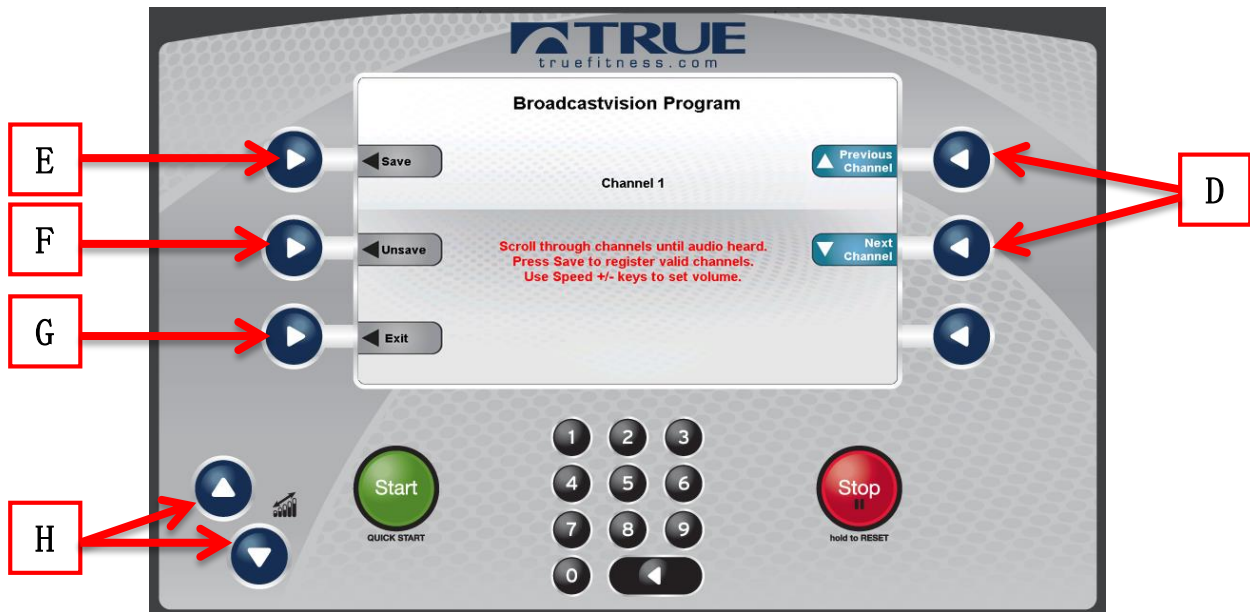 TRUE
truefitness.com
Broadcastvision Program
E
Save
Previous
Channel
D
Channel 1
F
Unsave
Scroll through channels until audio heard.
Press Save to register valid channels.
Use Speed +/- keys to set volume.
Next
Channel
G
Exit
H
Start
QUICK START
1 2 3
4 5 6
7 8 9
0
Stop
hold to RESET